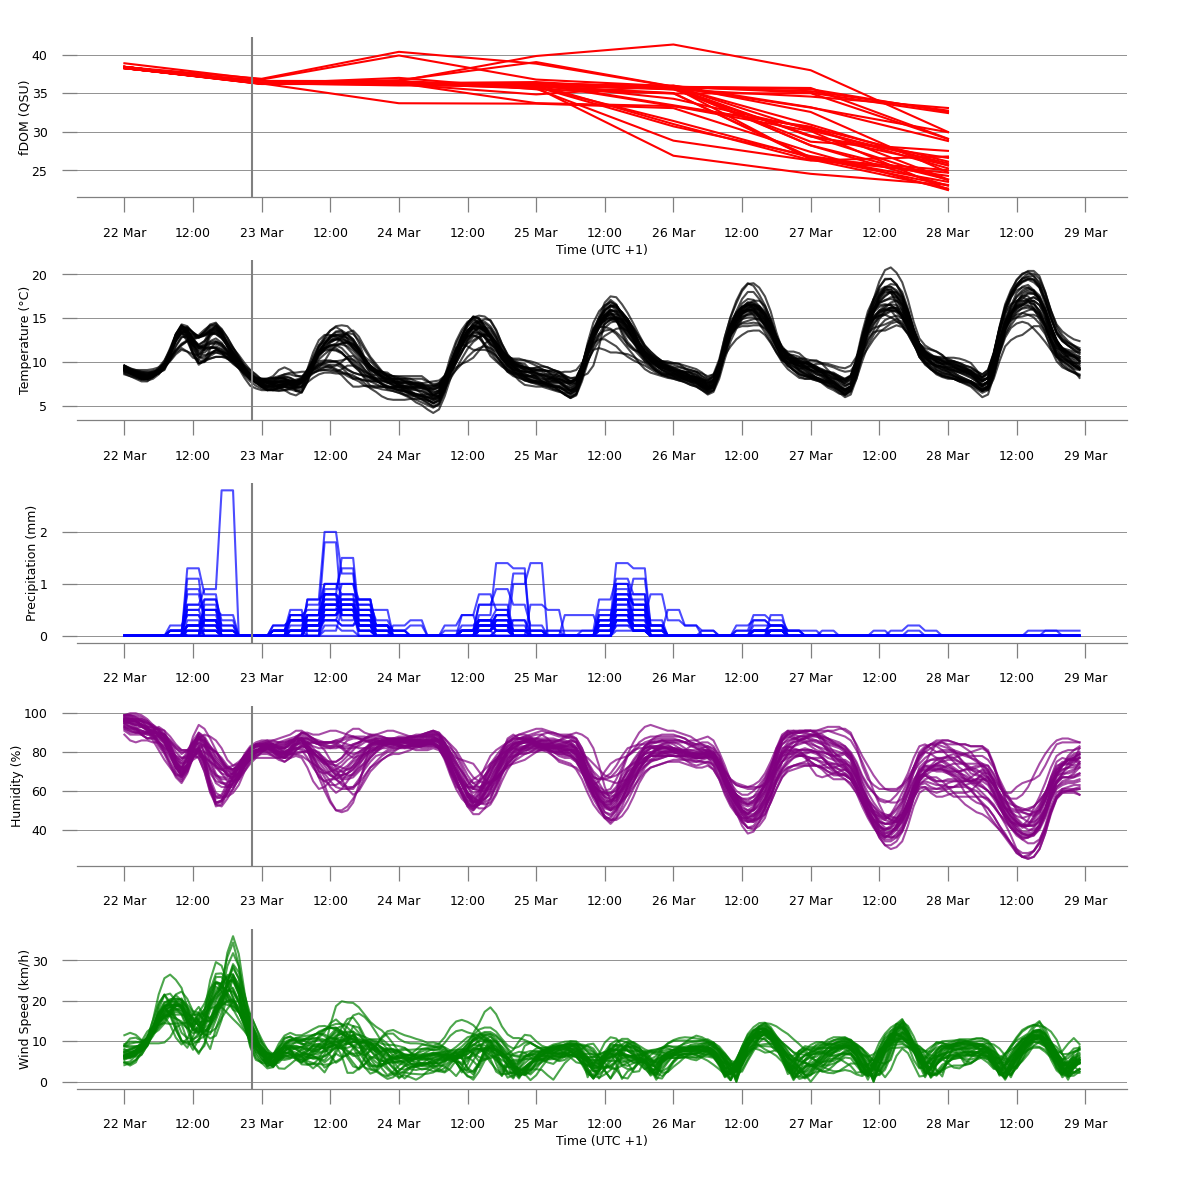 fDOM (QSU)
40
35
30
25
22 Mar 12:00 23 Mar 12:00 24 Mar 12:00 25 Mar 12:00 26 Mar 12:00 27 Mar 12:00 28 Mar 12:00 29 Mar
Time (UTC +1)
Temperature (°C)
20
15
10
5
22 Mar 12:00 23 Mar 12:00 24 Mar 12:00 25 Mar 12:00 26 Mar 12:00 27 Mar 12:00 28 Mar 12:00 29 Mar
Precipitation (mm)
2
1
0
22 Mar 12:00 23 Mar 12:00 24 Mar 12:00 25 Mar 12:00 26 Mar 12:00 27 Mar 12:00 28 Mar 12:00 29 Mar
Humidity (%)
100
80
60
40
22 Mar 12:00 23 Mar 12:00 24 Mar 12:00 25 Mar 12:00 26 Mar 12:00 27 Mar 12:00 28 Mar 12:00 29 Mar
Wind Speed (km/h)
30
20
10
0
22 Mar 12:00 23 Mar 12:00 24 Mar 12:00 25 Mar 12:00 26 Mar 12:00 27 Mar 12:00 28 Mar 12:00 29 Mar
Time (UTC +1)